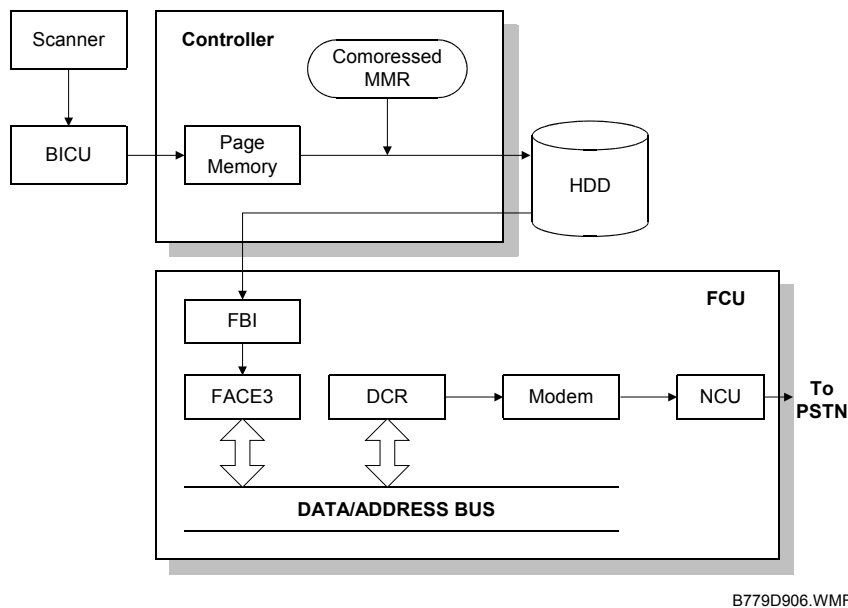 Scanner
Controller
Comoressed
MMR
BICU
Page
Memory
HDD
FCU
FBI
FACE3
DCR
Modem
NCU
To
PSTN
DATA/ADDRESS BUS
B779D906.WMF